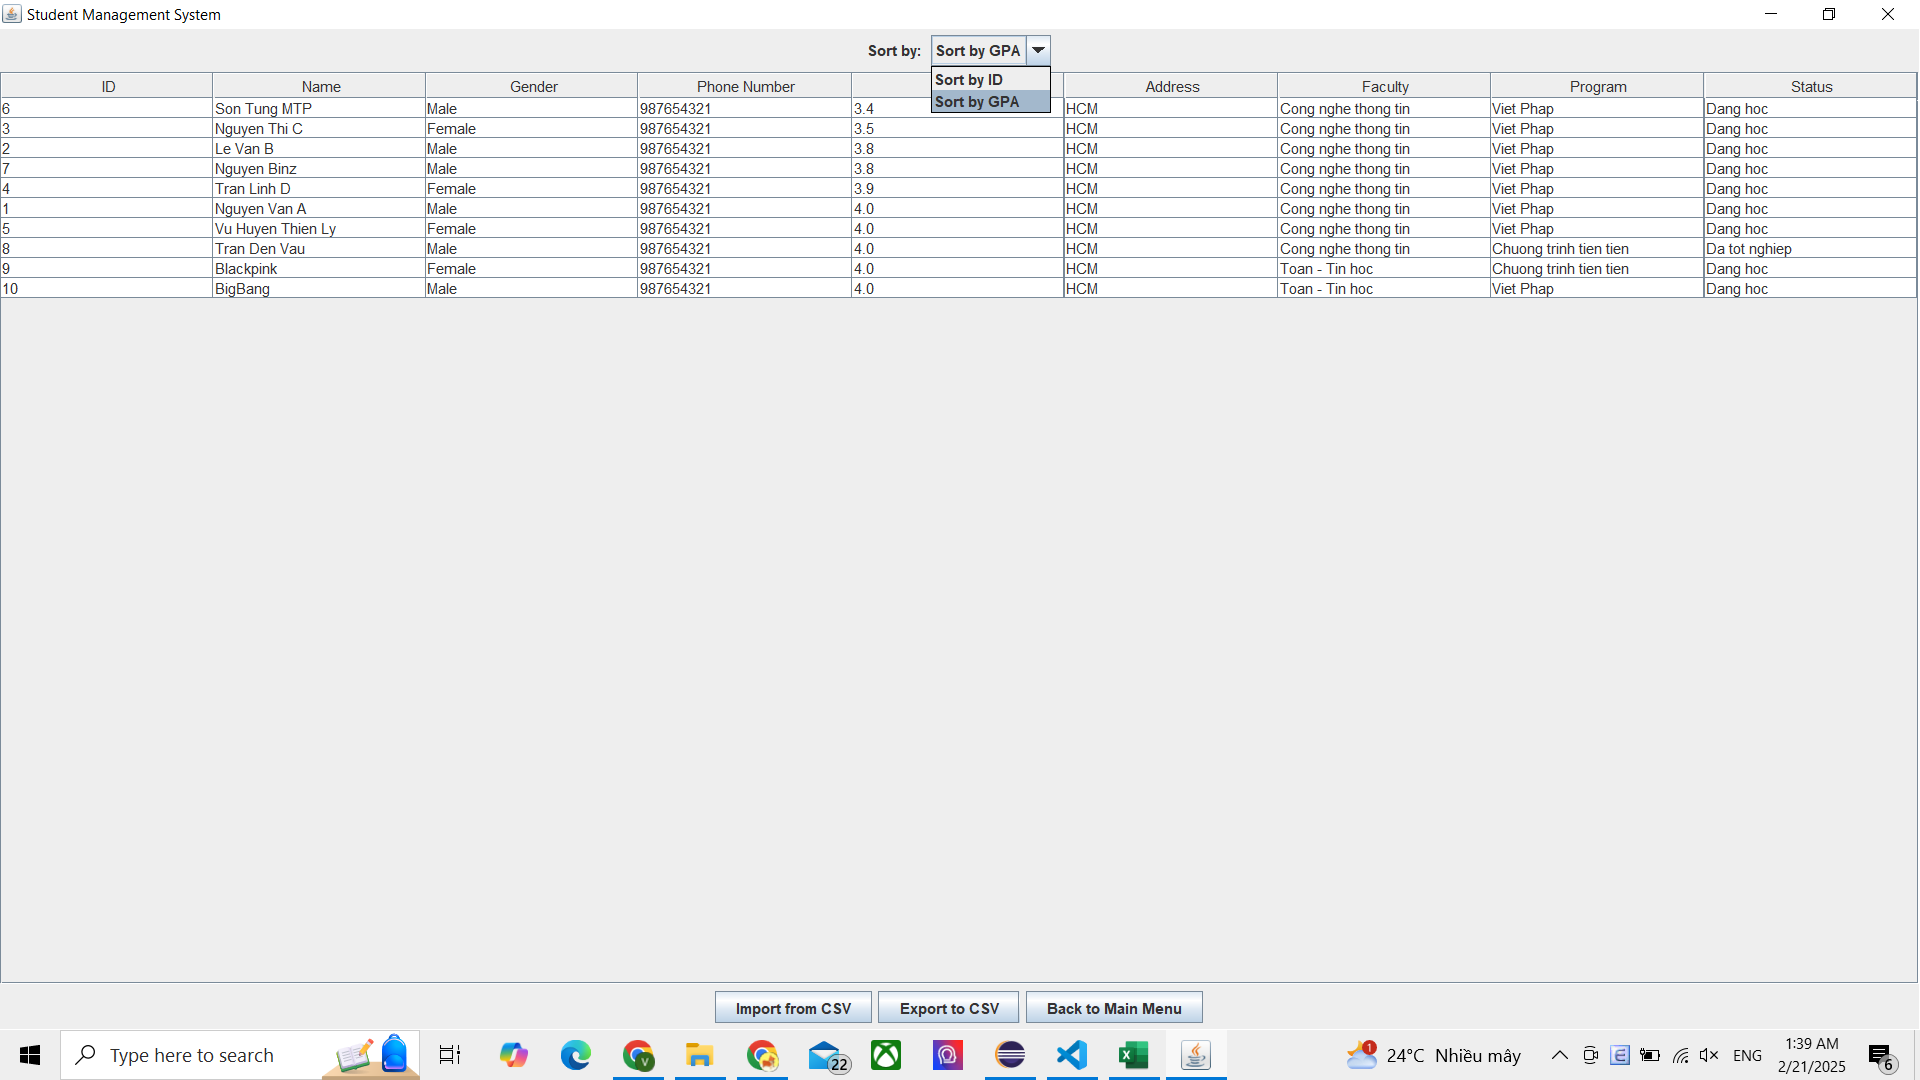 Student Management System
Sort by: Sort by GPA
Sort by ID
Sort by GPA
ID Name Gender Phone Number Address Faculty Program Status
6 Son Tung MTP Male 987654321 3.4 HCM Cong nghe thong tin Viet Phap Dang hoc
3 Nguyen Thi C Female 987654321 3.5 HCM Cong nghe thong tin Viet Phap Dang hoc
2 Le Van B Male 987654321 3.8 HCM Cong nghe thong tin Viet Phap Dang hoc
7 Nguyen Binz Male 987654321 3.8 HCM Cong nghe thong tin Viet Phap Dang hoc
4 Tran Linh D Female 987654321 3.9 HCM Cong nghe thong tin Viet Phap Dang hoc
1 Nguyen Van A Male 987654321 4.0 HCM Cong nghe thong tin Viet Phap Dang hoc
5 Vu Huyen Thien Ly Female 987654321 4.0 HCM Cong nghe thong tin Viet Phap Dang hoc
8 Tran Den Vau Male 987654321 4.0 HCM Cong nghe thong tin Chuong trinh tien tien Da tot nghiep
9 Blackpink Female 987654321 4.0 HCM Toan - Tin hoc Chuong trinh tien tien Dang hoc
10 BigBang Male 987654321 4.0 HCM Toan - Tin hoc Viet Phap Dang hoc
Import from CSV Export to CSV Back to Main Menu
Type here to search 22 1 24°C Nhiều mây ENG 1:39 AM
2/21/2025 6